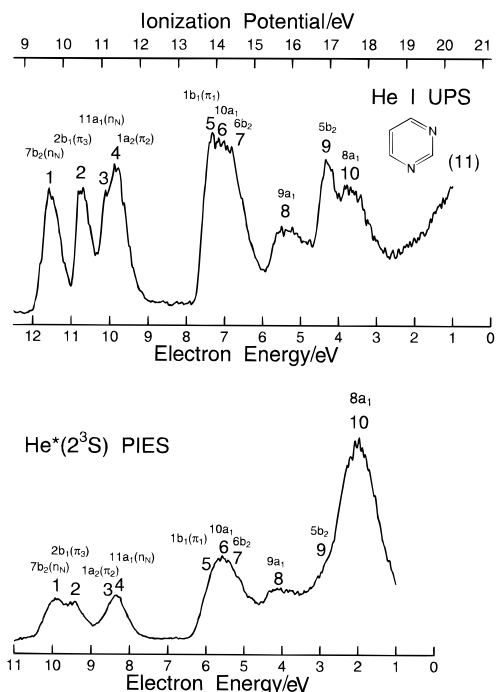 Ionization Potential/eV
9 10 11 12 13 14 15 16 17 18 19 20 21
He I UPS
1b₁(π₁)
10a₁
6b₂
11a₁(n_N)
1a₂(π₂)
2b₁(π₃)
7b₂(n_N)
5b₂
8a₁
9a₁
1 2 3 4 5 6 7 8 9 10
N
N
(11)
12 11 10 9 8 7 6 5 4 3 2 1 0
Electron Energy/eV
He*(2³S) PIES
8a₁
10
1b₁(π₁)
10a₁
6b₂
5b₂
9a₁
2b₁(π₃)
7b₂(n_N)
1a₂(π₂)
11a₁(n_N)
1 2 3 4 5 6 7 8 9
11 10 9 8 7 6 5 4 3 2 1 0
Electron Energy/eV